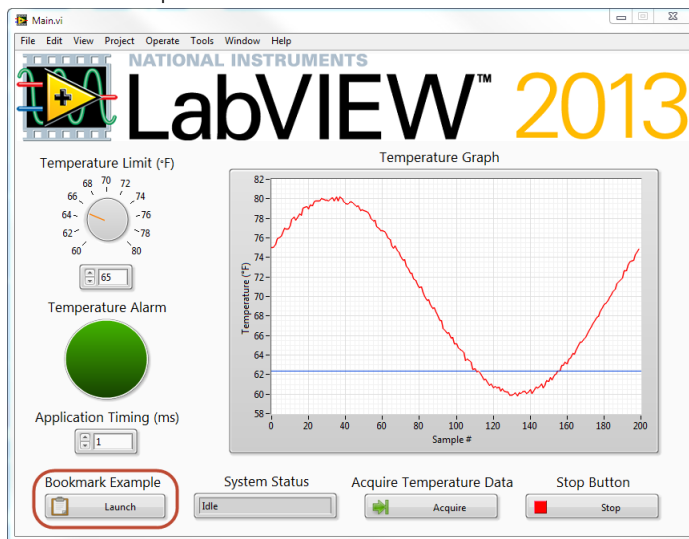 Main.vi
File Edit View Project Operate Tools Window Help
NATIONAL INSTRUMENTS
LabVIEW™ 2013
Temperature Limit (°F)
60 62 64 66 68 70 72 74 76 78 80
65
Temperature Alarm
Application Timing (ms)
1
Temperature Graph
Temperature (°F)
82
80
78
76
74
72
70
68
66
64
62
60
58
0 20 40 60 80 100 120 140 160 180 200
Sample #
Bookmark Example
Launch
System Status
Idle
Acquire Temperature Data
Acquire
Stop Button
Stop